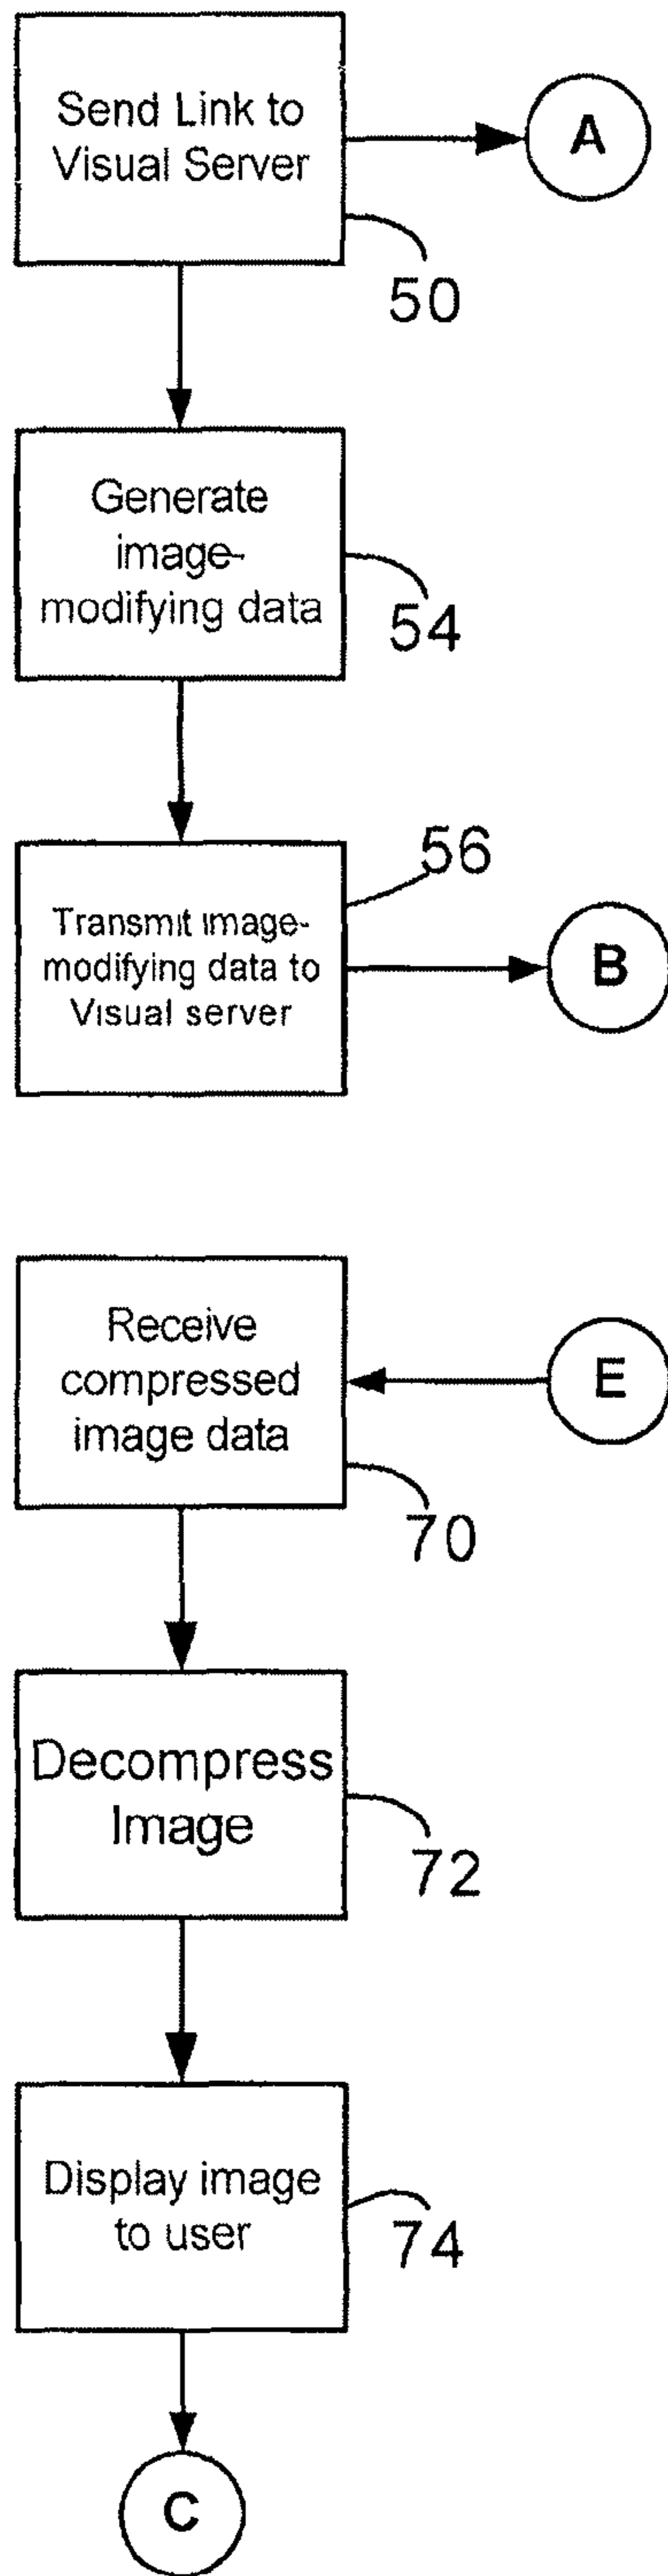 Send Link to
Visual Server
A
50
Generate
image-
modifying data
54
56
Transmit image-
modifying data to
Visual server
B
Receive
compressed
image data
E
70
Decompress
Image
72
Display image
to user
74
C